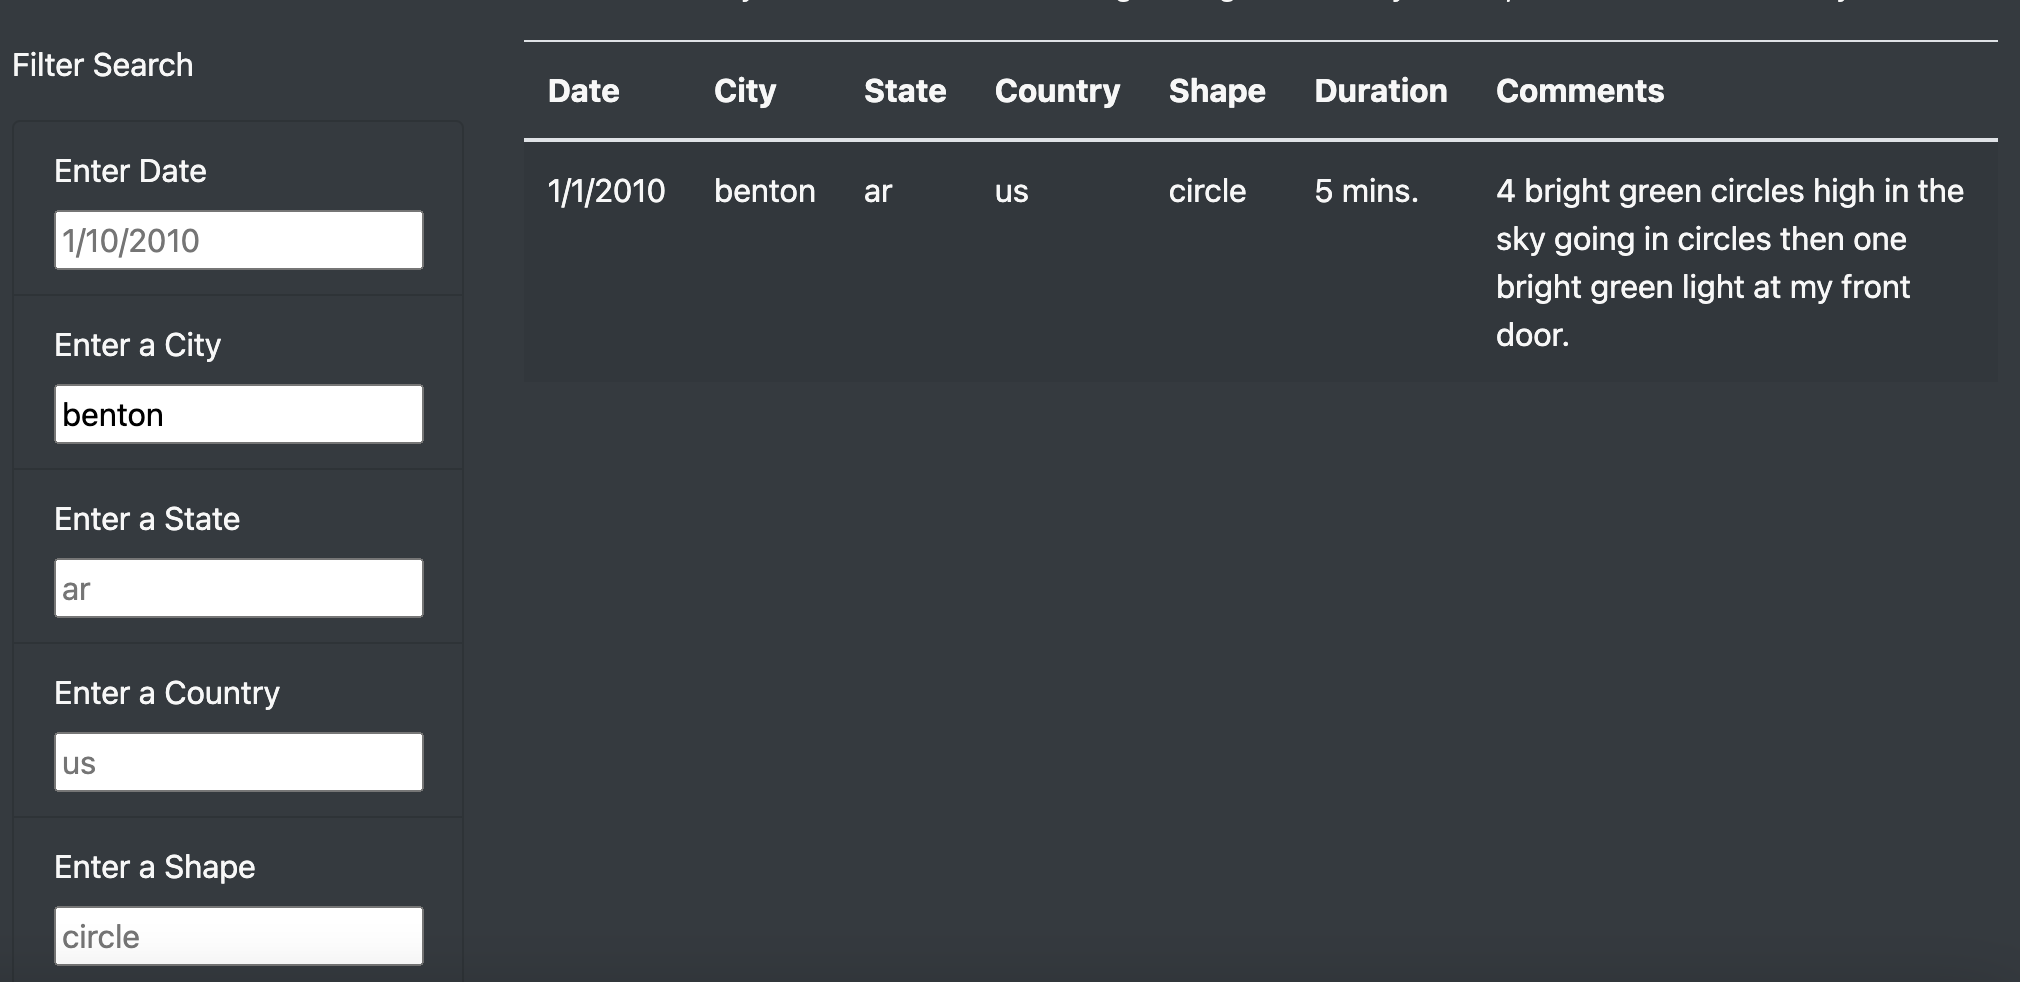 Filter Search
Enter Date
1/10/2010
Enter a City
benton
Enter a State
ar
Enter a Country
us
Enter a Shape
circle
Date City State Country Shape Duration Comments
1/1/2010 benton ar us circle 5 mins. 4 bright green circles high in the
sky going in circles then one
bright green light at my front
door.